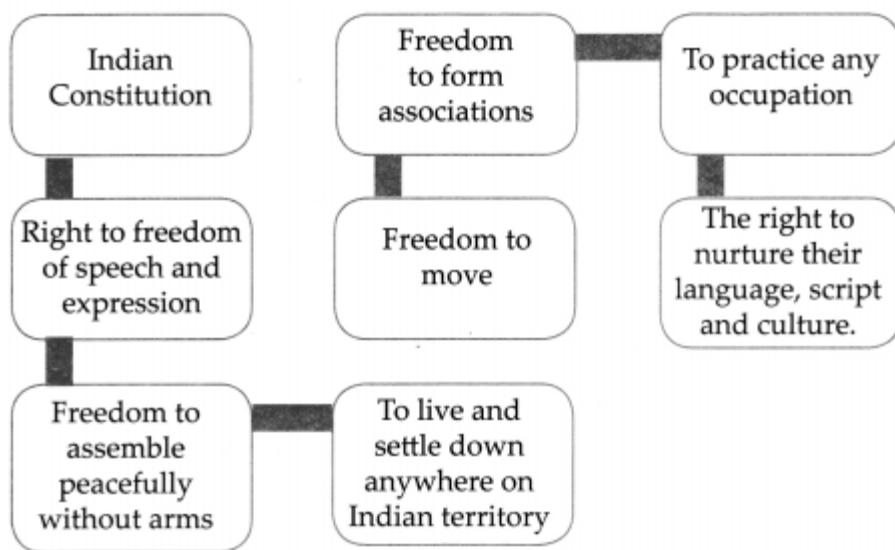 Indian
Constitution
Right to freedom
of speech and
expression
Freedom to
assemble
peacefully
without arms
To live and
settle down
anywhere on
Indian territory
Freedom to
move
Freedom
to form
associations
To practice any
occupation
The right to
nurture their
language, script
and culture.